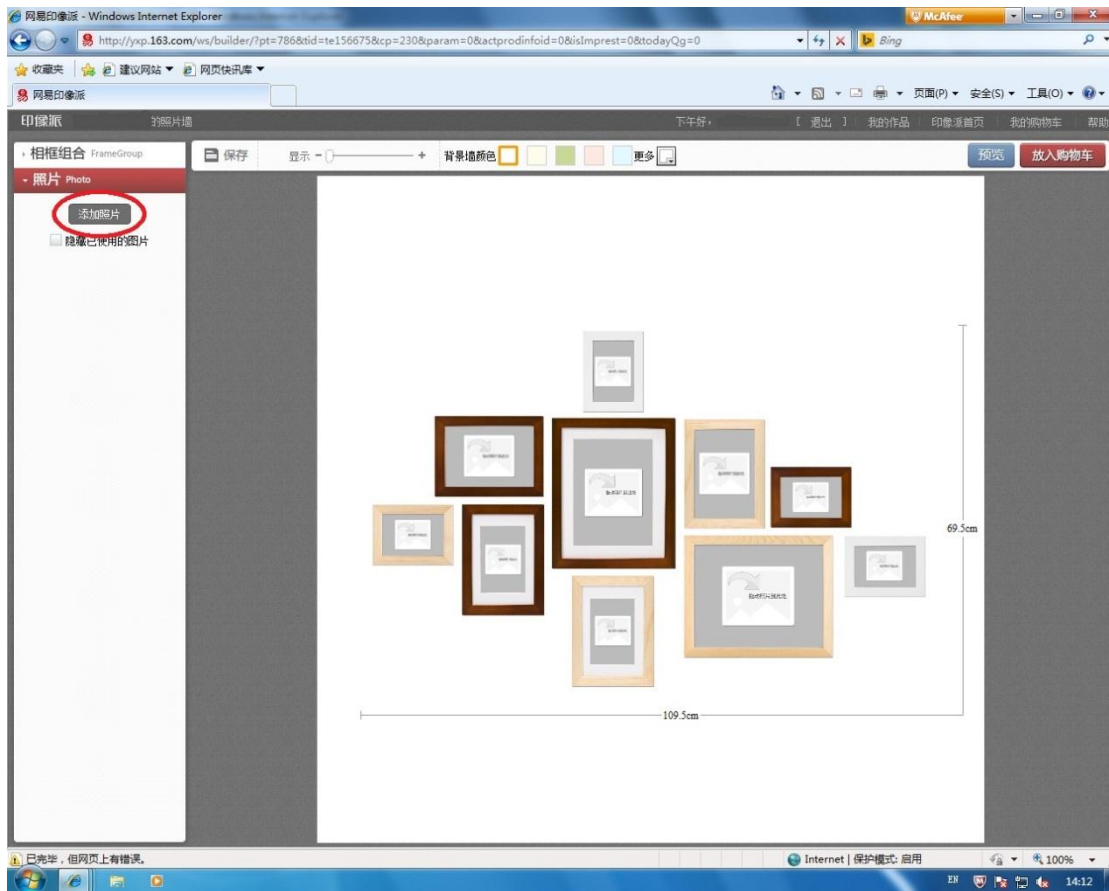 网易印像派 - Windows Internet Explorer
McAfee
http://yxp.163.com/ws/builder/?pt=786&tid=te156675&cp=230&param=0&actprodinfoid=0&isImprest=0&todayQg=0
Bing
收藏夹 建议网站 网页快讯库
网易印像派
页面(P) 安全(S) 工具(O)
印像派 的照片墙 下午好， [ 退出 ] 我的作品 印像派首页 我的购物车 帮助
相框组合 FrameGroup
保存 显示 - + 背景墙颜色 更多 预览 放入购物车
照片 Photo
添加照片
隐藏已使用的图片
69.5cm
拖动照片到此处
109.5cm
已完毕，但网页上有错误。 Internet | 保护模式: 启用 100%
EN 14:12